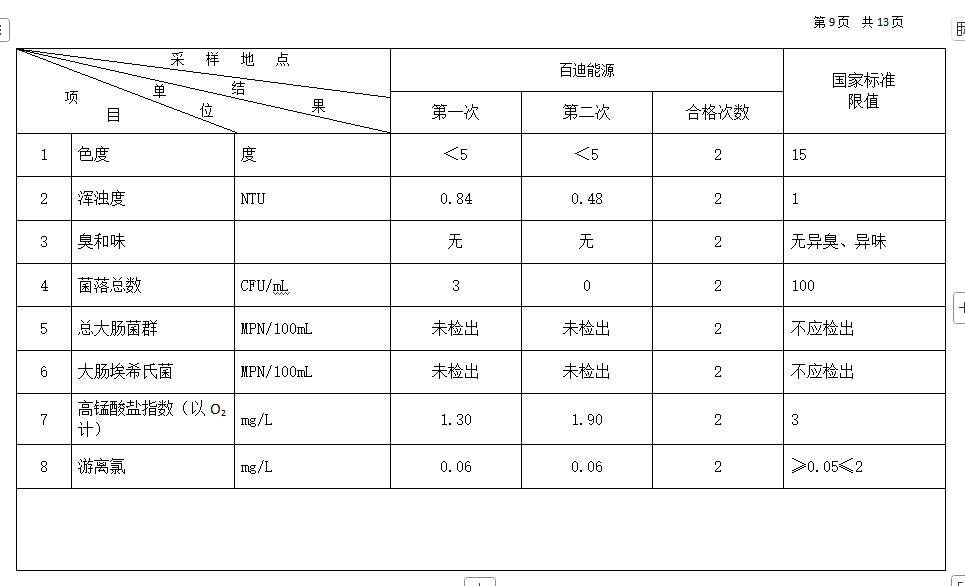 第9页 共13页
采样地点
单 结
项
位 果
目
百迪能源
国家标准
限值
第一次 第二次 合格次数
1 色度 度 <5 <5 2 15
2 浑浊度 NTU 0.84 0.48 2 1
3 臭和味 无 无 2 无异臭、异味
4 菌落总数 CFU/mL 3 0 2 100
5 总大肠菌群 MPN/100mL 未检出 未检出 2 不应检出
6 大肠埃希氏菌 MPN/100mL 未检出 未检出 2 不应检出
7 高锰酸盐指数（以 O₂
计） mg/L 1.30 1.90 2 3
8 游离氯 mg/L 0.06 0.06 2 ≥0.05≤2